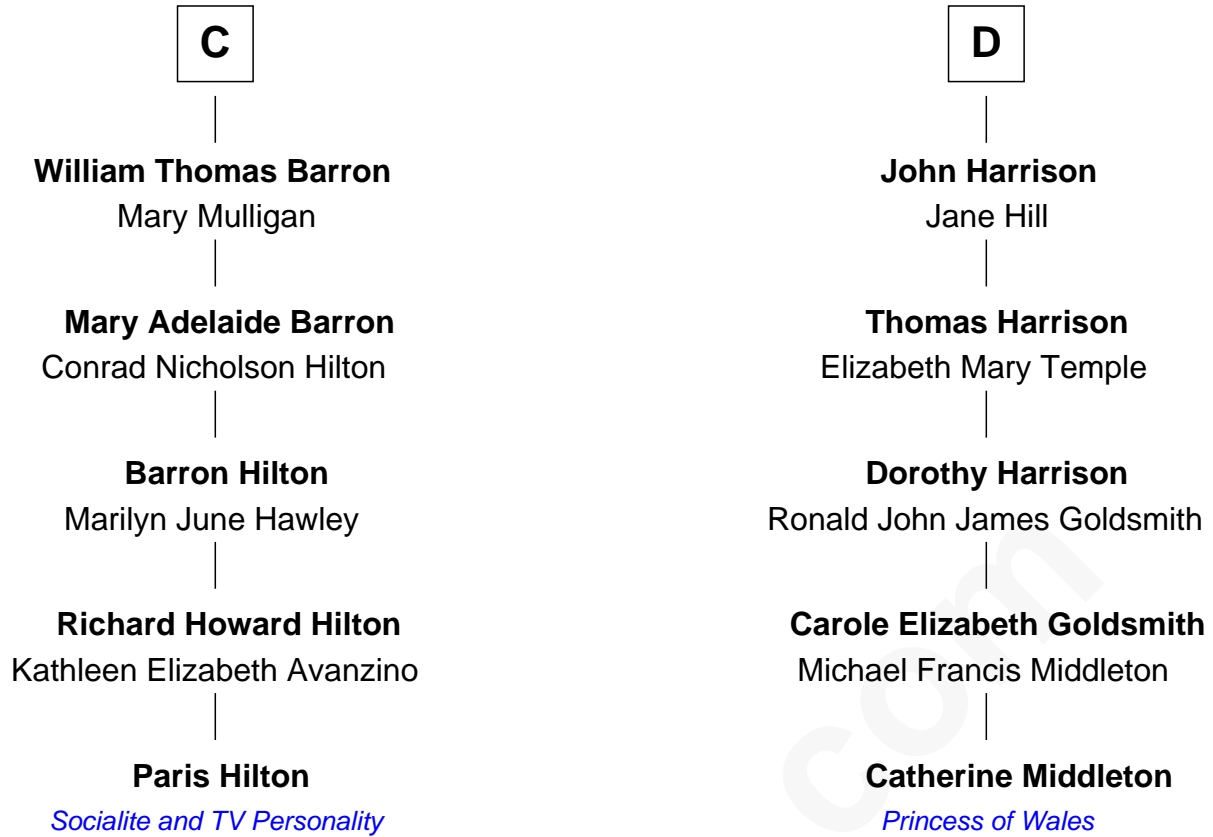 C
William Thomas Barron
Mary Mulligan
Mary Adelaide Barron
Conrad Nicholson Hilton
Barron Hilton
Marilyn June Hawley
Richard Howard Hilton
Kathleen Elizabeth Avanzino
Paris Hilton
Socialite and TV Personality
D
John Harrison
Jane Hill
Thomas Harrison
Elizabeth Mary Temple
Dorothy Harrison
Ronald John James Goldsmith
Carole Elizabeth Goldsmith
Michael Francis Middleton
Catherine Middleton
Princess of Wales
com